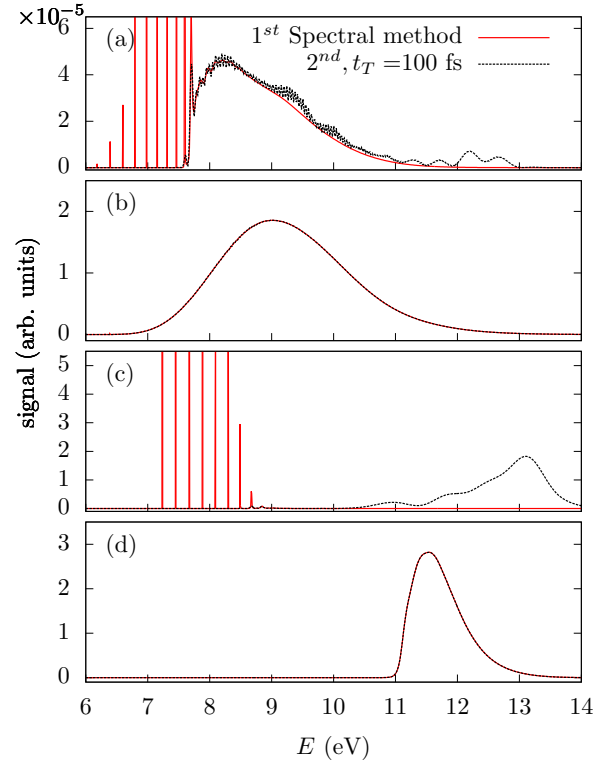 ×10⁻⁵
6
4
2
0
(a)
1ˢᵗ Spectral method
2ⁿᵈ, t_T =100 fs
2
1
0
(b)
signal (arb. units)
5
4
3
2
1
0
(c)
3
2
1
0
(d)
6 7 8 9 10 11 12 13 14
E (eV)